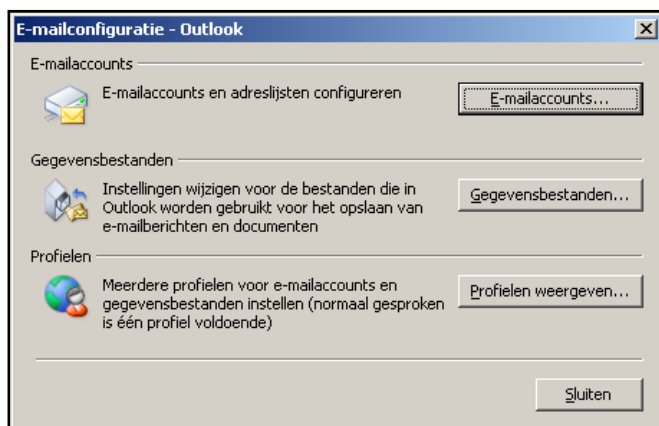 E-mailconfiguratie - Outlook
E-mailaccounts
E-mailaccounts en adreslijsten configureren
E-mailaccounts...
Gegevensbestanden
Instellingen wijzigen voor de bestanden die in
Outlook worden gebruikt voor het opslaan van
e-mailberichten en documenten
Gegevensbestanden...
Profielen
Meerdere profielen voor e-mailaccounts en
gegevensbestanden instellen (normaal gesproken
is één profiel voldoende)
Profielen weergeven...
Sluiten